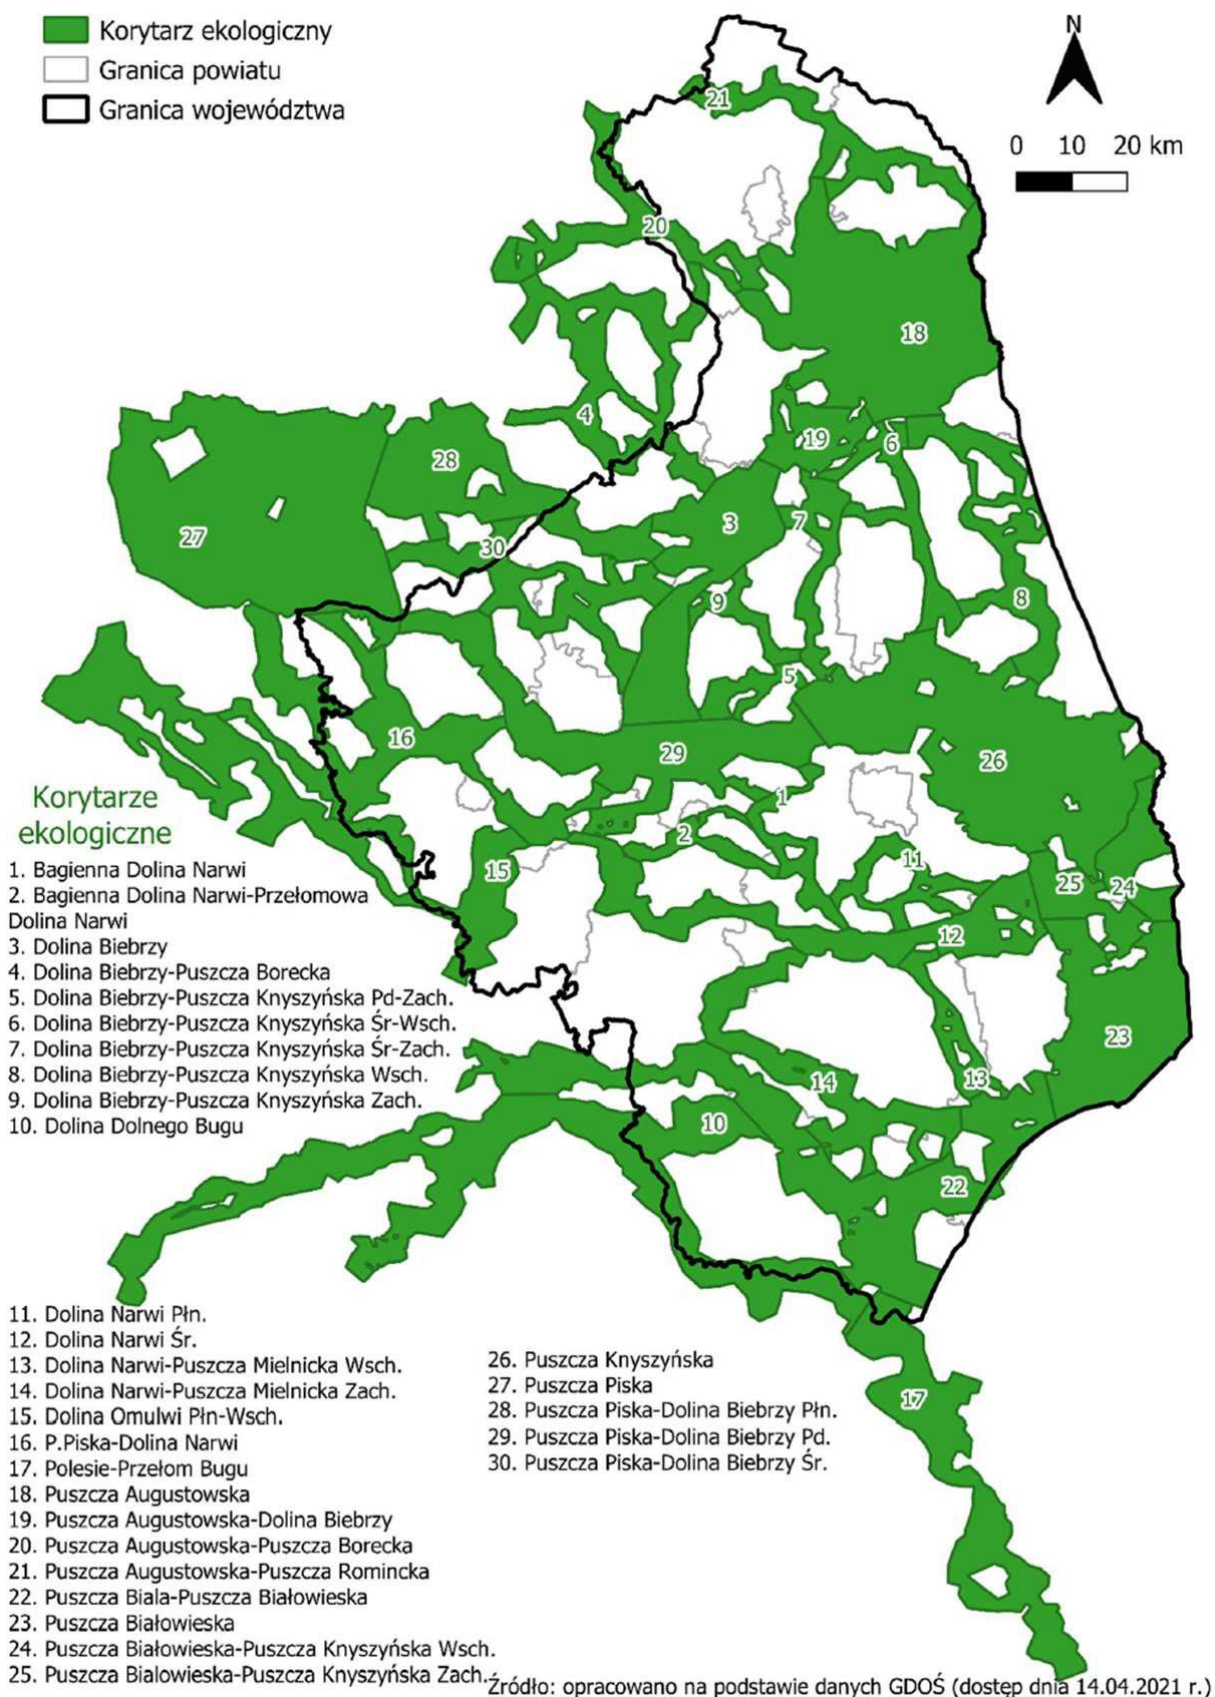 Korytarz ekologiczny
Granica powiatu
Granica województwa
N
0 10 20 km
21
20
18
4
19
6
28
3
7
27
30
9
8
5
16
29
26
1
2
11
15
25
24
12
23
13
14
10
22
17
Korytarze
ekologiczne
1. Bagienna Dolina Narwi
2. Bagienna Dolina Narwi-Przełomowa
Dolina Narwi
3. Dolina Biebrzy
4. Dolina Biebrzy-Puszcza Borecka
5. Dolina Biebrzy-Puszcza Knyszyńska Pd-Zach.
6. Dolina Biebrzy-Puszcza Knyszyńska Śr-Wsch.
7. Dolina Biebrzy-Puszcza Knyszyńska Śr-Zach.
8. Dolina Biebrzy-Puszcza Knyszyńska Wsch.
9. Dolina Biebrzy-Puszcza Knyszyńska Zach.
10. Dolina Dolnego Bugu
11. Dolina Narwi Płn.
12. Dolina Narwi Śr.
13. Dolina Narwi-Puszcza Mielnicka Wsch.
14. Dolina Narwi-Puszcza Mielnicka Zach.
15. Dolina Omulwi Płn-Wsch.
16. P.Piska-Dolina Narwi
17. Polesie-Przełom Bugu
18. Puszcza Augustowska
19. Puszcza Augustowska-Dolina Biebrzy
20. Puszcza Augustowska-Puszcza Borecka
21. Puszcza Augustowska-Puszcza Romincka
22. Puszcza Biala-Puszcza Białowieska
23. Puszcza Białowieska
24. Puszcza Białowieska-Puszcza Knyszyńska Wsch.
25. Puszcza Bialowieska-Puszcza Knyszyńska Zach.
26. Puszcza Knyszyńska
27. Puszcza Piska
28. Puszcza Piska-Dolina Biebrzy Płn.
29. Puszcza Piska-Dolina Biebrzy Pd.
30. Puszcza Piska-Dolina Biebrzy Śr.
Źródło: opracowano na podstawie danych GDOŚ (dostęp dnia 14.04.2021 r.)